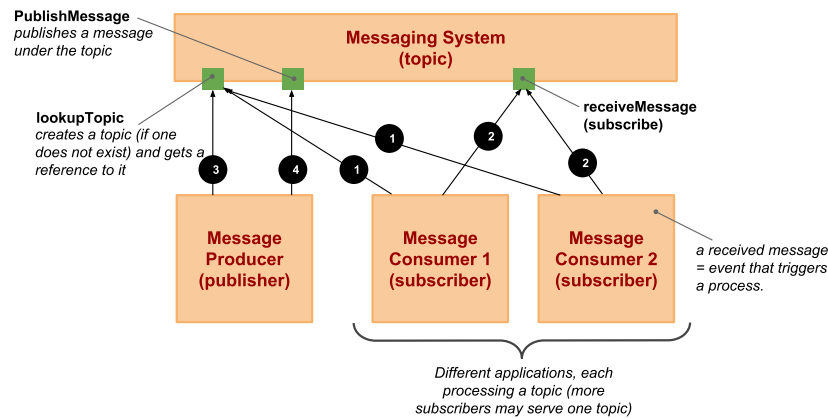 PublishMessage
publishes a message
under the topic
Messaging System
(topic)
lookupTopic
creates a topic (if one
does not exist) and gets a
reference to it
receiveMessage
(subscribe)
1
2
1
2
3
4
Message
Producer
(publisher)
Message
Consumer 1
(subscriber)
Message
Consumer 2
(subscriber)
a received message
= event that triggers
a process.
Different applications, each
processing a topic (more
subscribers may serve one topic)